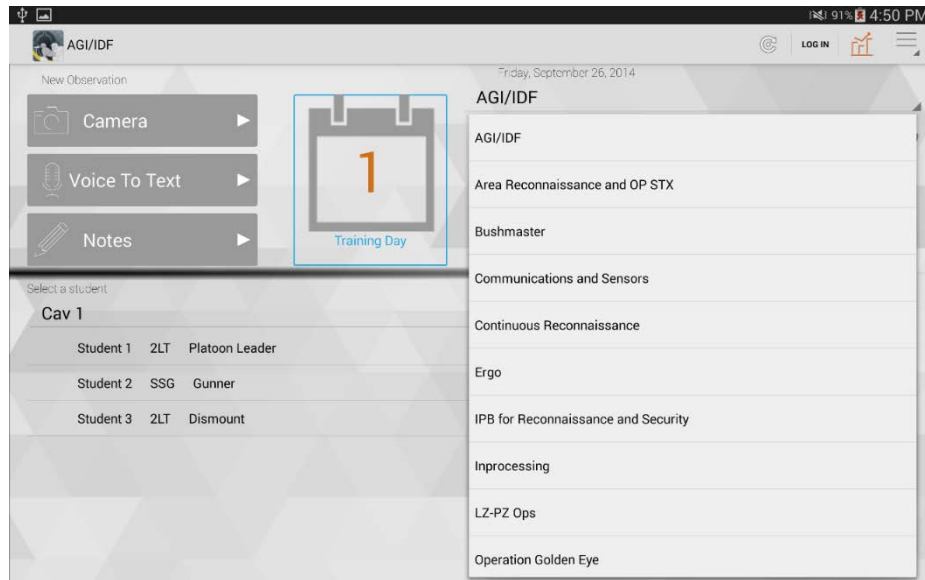 91% 4:50 PM
AGI/IDF
LOG IN
New Observation
Camera
Voice To Text
Notes
1
Training Day
Friday, September 26, 2014
AGI/IDF
AGI/IDF
Area Reconnaissance and OP STX
Bushmaster
Communications and Sensors
Continuous Reconnaissance
Ergo
IPB for Reconnaissance and Security
Inprocessing
LZ-PZ Ops
Operation Golden Eye
Select a student
Cav 1
Student 1 2LT Platoon Leader
Student 2 SSG Gunner
Student 3 2LT Dismount